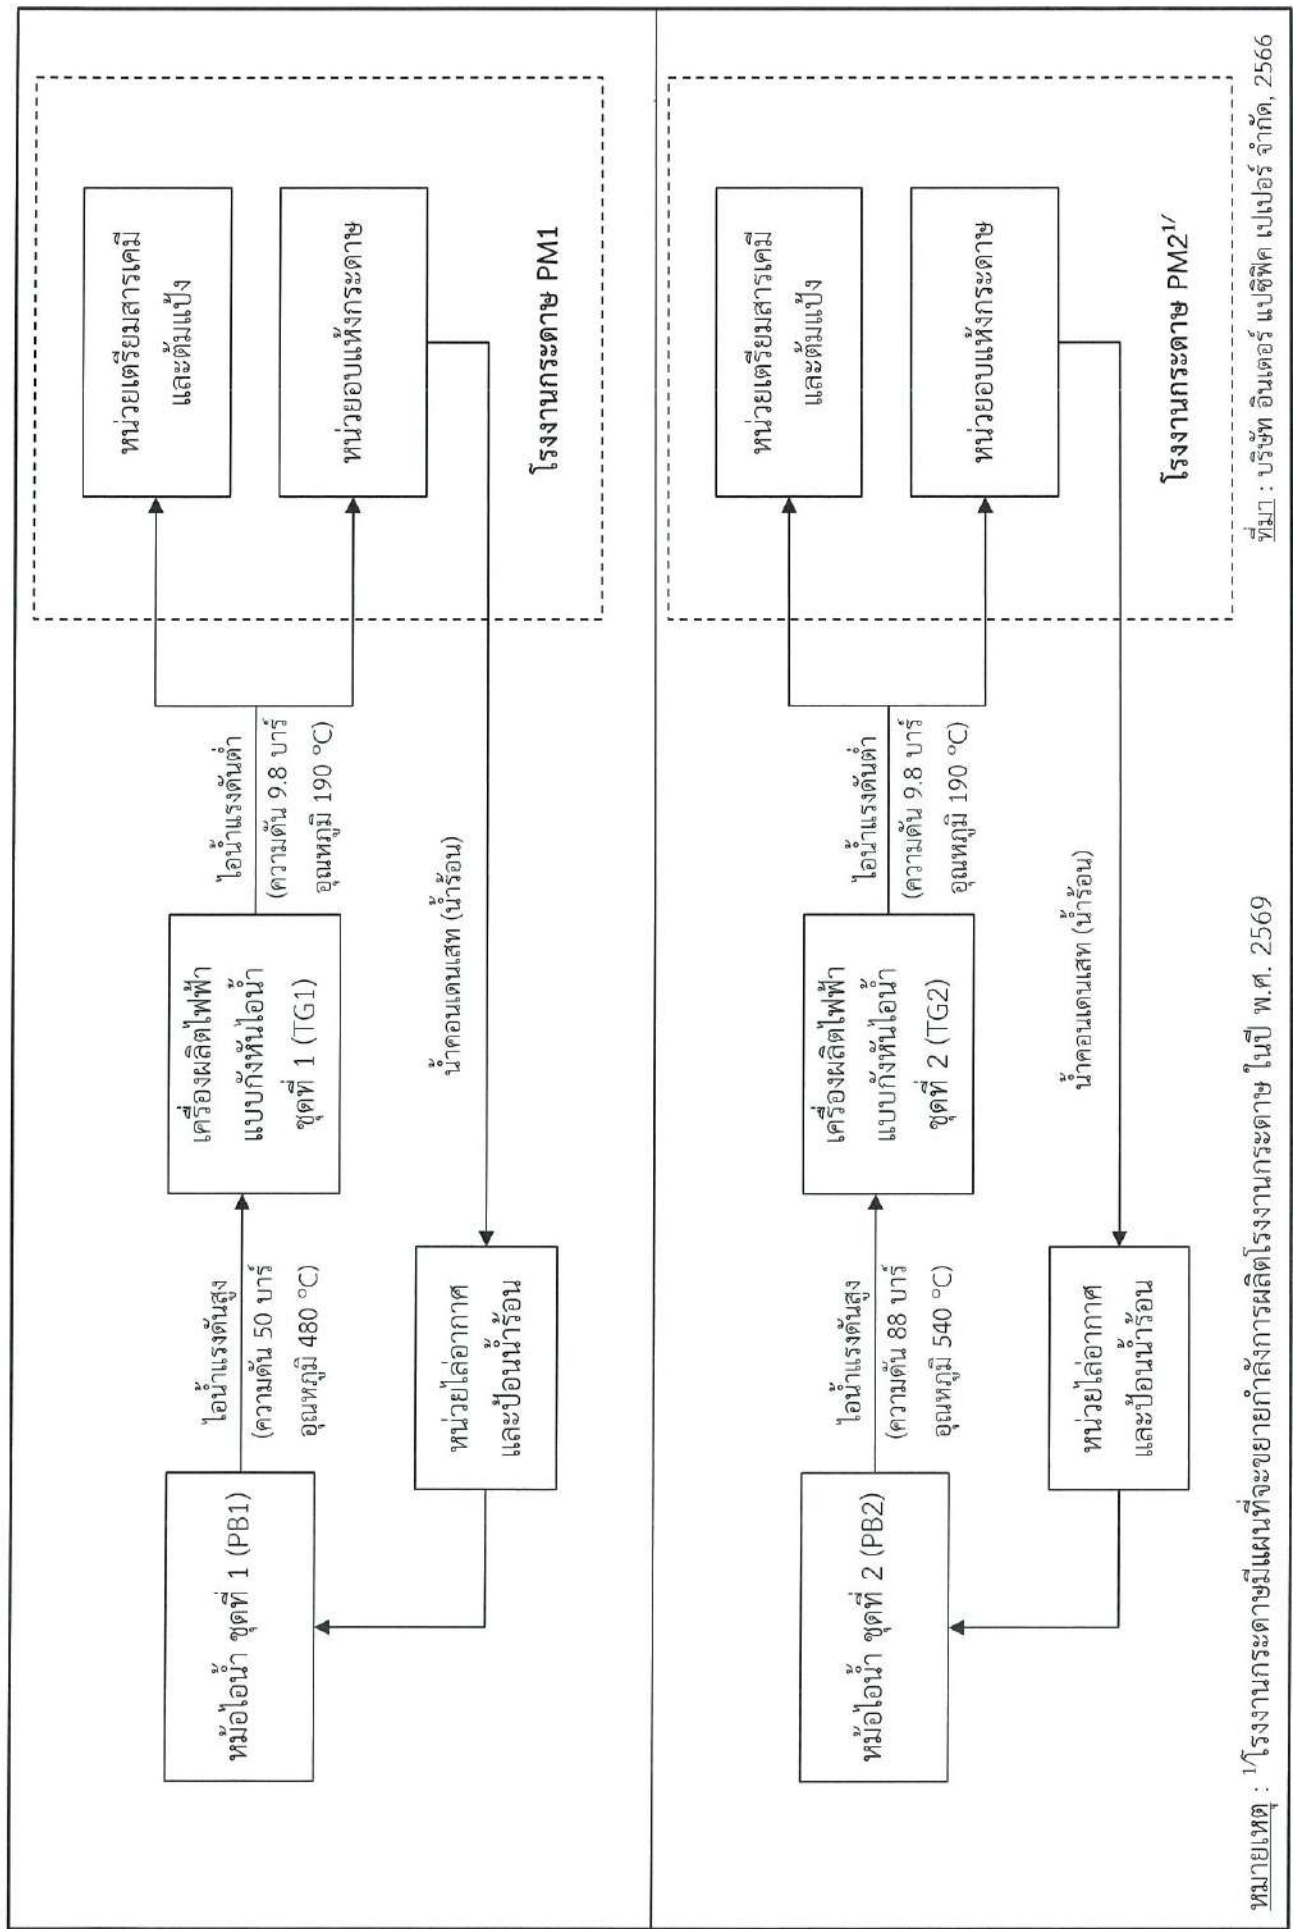 หม้อไอน้ำ ชุดที่ 1 (PB1)
ไอน้ำแรงดันสูง
(ความดัน 50 บาร์
อุณหภูมิ 480 °C)
เครื่องผลิตไฟฟ้า
แบบกังหันไอน้ำ
ชุดที่ 1 (TG1)
ไอน้ำแรงดันต่ำ
(ความดัน 9.8 บาร์
อุณหภูมิ 190 °C)
หน่วยเตรียมสารเคมี
และต้มแป้ง
หน่วยอบแห้งกระดาษ
โรงงานกระดาษ PM1
น้ำคอนเดนเสท (น้ำร้อน)
หน่วยไล่อากาศ
และป้อนน้ำร้อน
หม้อไอน้ำ ชุดที่ 2 (PB2)
ไอน้ำแรงดันสูง
(ความดัน 88 บาร์
อุณหภูมิ 540 °C)
เครื่องผลิตไฟฟ้า
แบบกังหันไอน้ำ
ชุดที่ 2 (TG2)
ไอน้ำแรงดันต่ำ
(ความดัน 9.8 บาร์
อุณหภูมิ 190 °C)
หน่วยเตรียมสารเคมี
และต้มแป้ง
หน่วยอบแห้งกระดาษ
โรงงานกระดาษ PM2¹/
น้ำคอนเดนเสท (น้ำร้อน)
หน่วยไล่อากาศ
และป้อนน้ำร้อน
หมายเหตุ : ¹/โรงงานกระดาษมีแผนที่จะขยายกำลังการผลิตโรงงานกระดาษ ในปี พ.ศ. 2569
ที่มา : บริษัท อินเตอร์ แปซิฟิค เปเปอร์ จำกัด, 2566